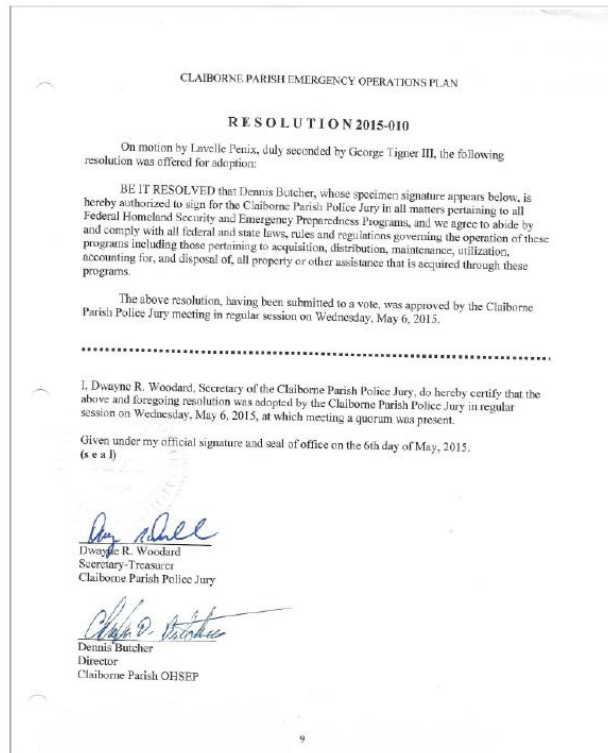 CLAIBORNE PARISH EMERGENCY OPERATIONS PLAN
RESOLUTION 2015-010
On motion by Lavelle Penix, duly seconded by George Tigner III, the following
resolution was offered for adoption:
BE IT RESOLVED that Dennis Butcher, whose specimen signature appears below, is
hereby authorized to sign for the Claiborne Parish Police Jury in all matters pertaining to all
Federal Homeland Security and Emergency Preparedness Programs, and we agree to abide by
and comply with all federal and state laws, rules and regulations governing the operation of these
programs including those pertaining to acquisition, distribution, maintenance, utilization,
accounting for, and disposal of, all property or other assistance that is acquired through these
programs.
The above resolution, having been submitted to a vote, was approved by the Claiborne
Parish Police Jury meeting in regular session on Wednesday, May 6, 2015.
I, Dwayne R. Woodard, Secretary of the Claiborne Parish Police Jury, do hereby certify that the
above and foregoing resolution was adopted by the Claiborne Parish Police Jury in regular
session on Wednesday, May 6, 2015, at which meeting a quorum was present.
Given under my official signature and seal of office on the 6th day of May, 2015.
(s e a l)
Dwayne R. Woodard
Secretary-Treasurer
Claiborne Parish Police Jury
Dennis Butcher
Director
Claiborne Parish OHSEP
9